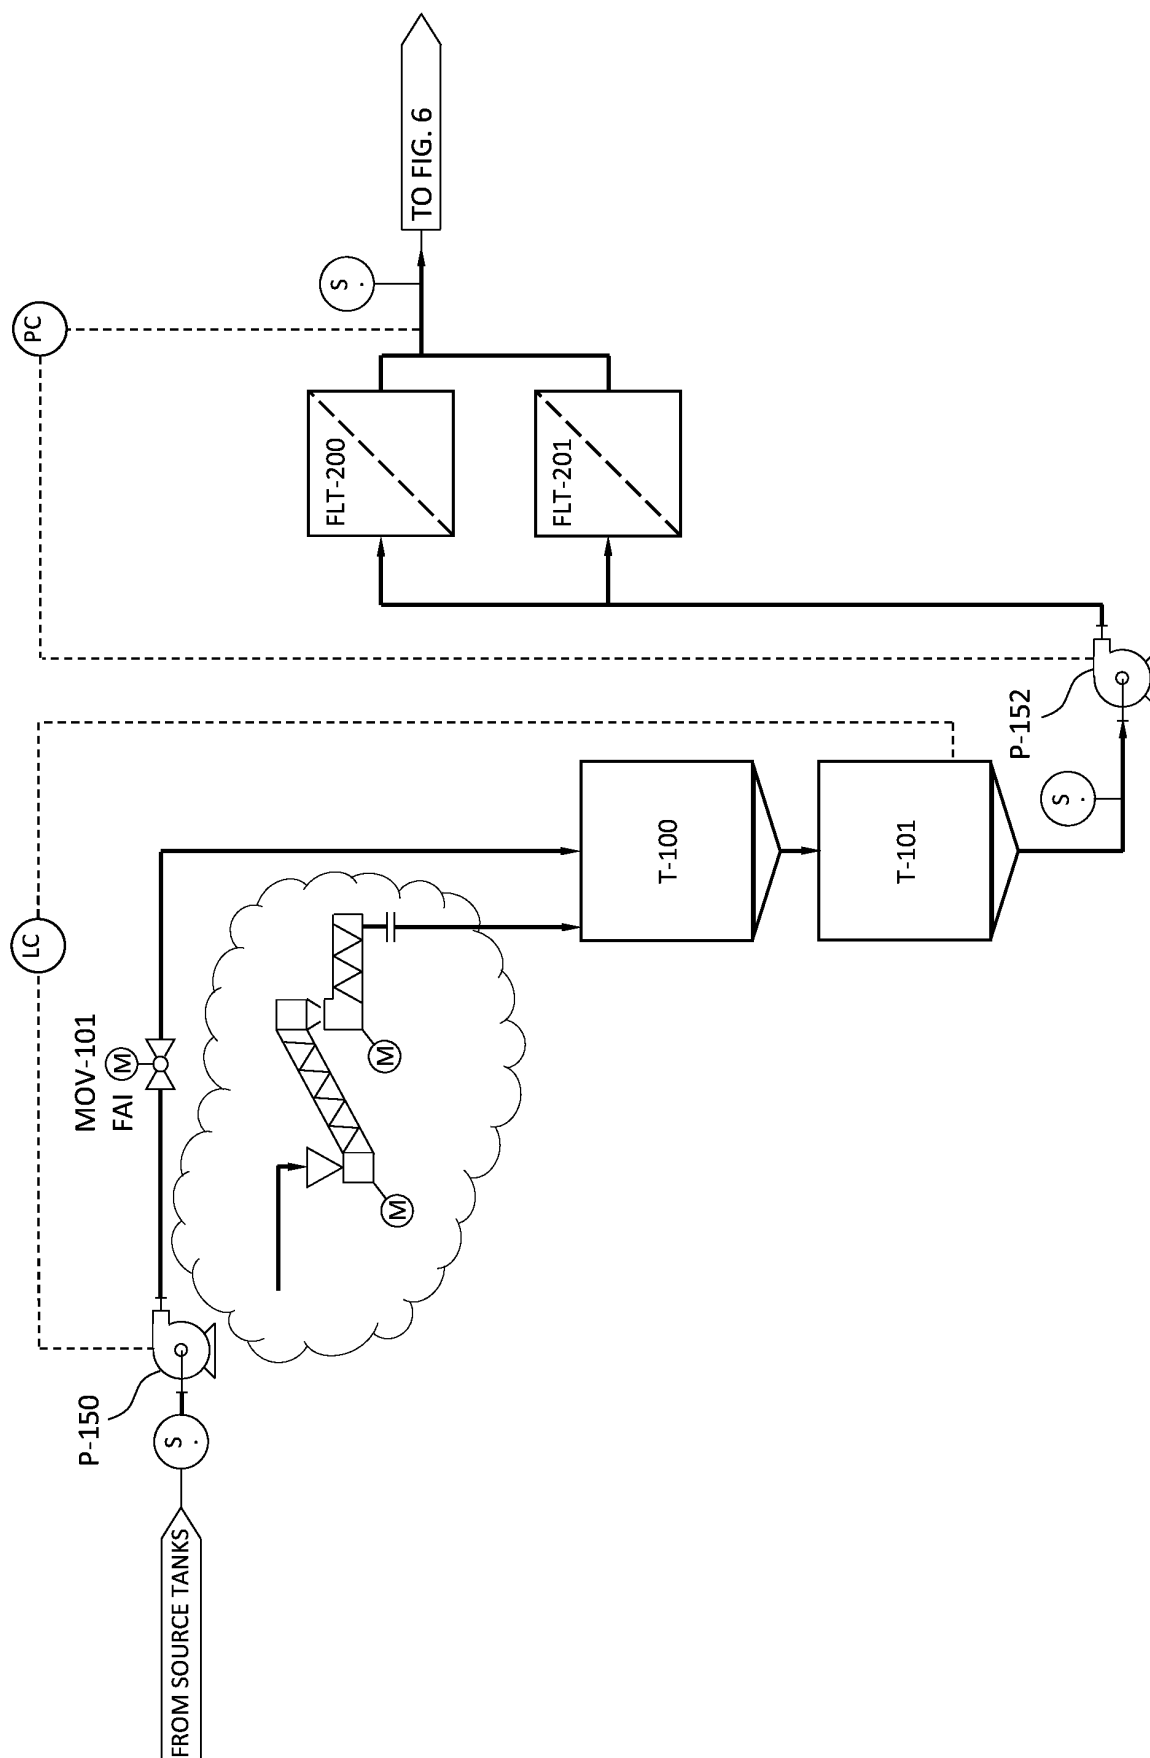 FROM SOURCE TANKS
S
.
P-150
LC
MOV-101
FAI
M
M
M
T-100
T-101
S
.
P-152
PC
FLT-200
FLT-201
S
.
TO FIG. 6